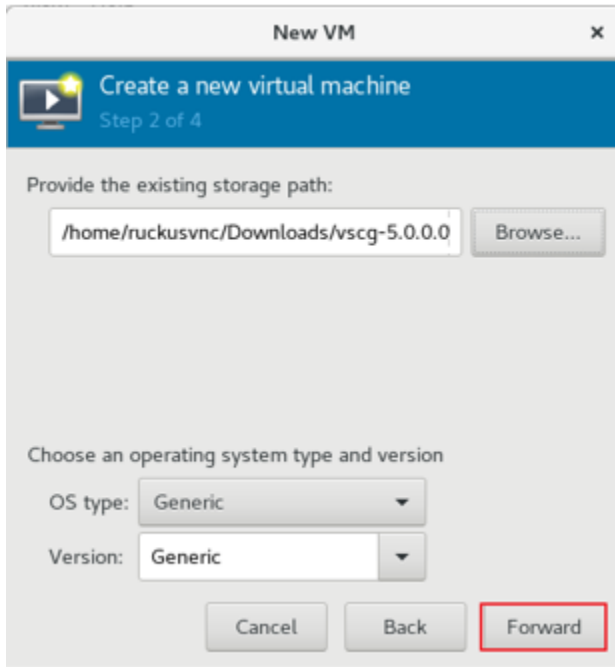 New VM
Create a new virtual machine
Step 2 of 4
Provide the existing storage path:
/home/ruckusvnc/Downloads/vscg-5.0.0.0 Browse...
Choose an operating system type and version
OS type: Generic
Version: Generic
Cancel Back Forward